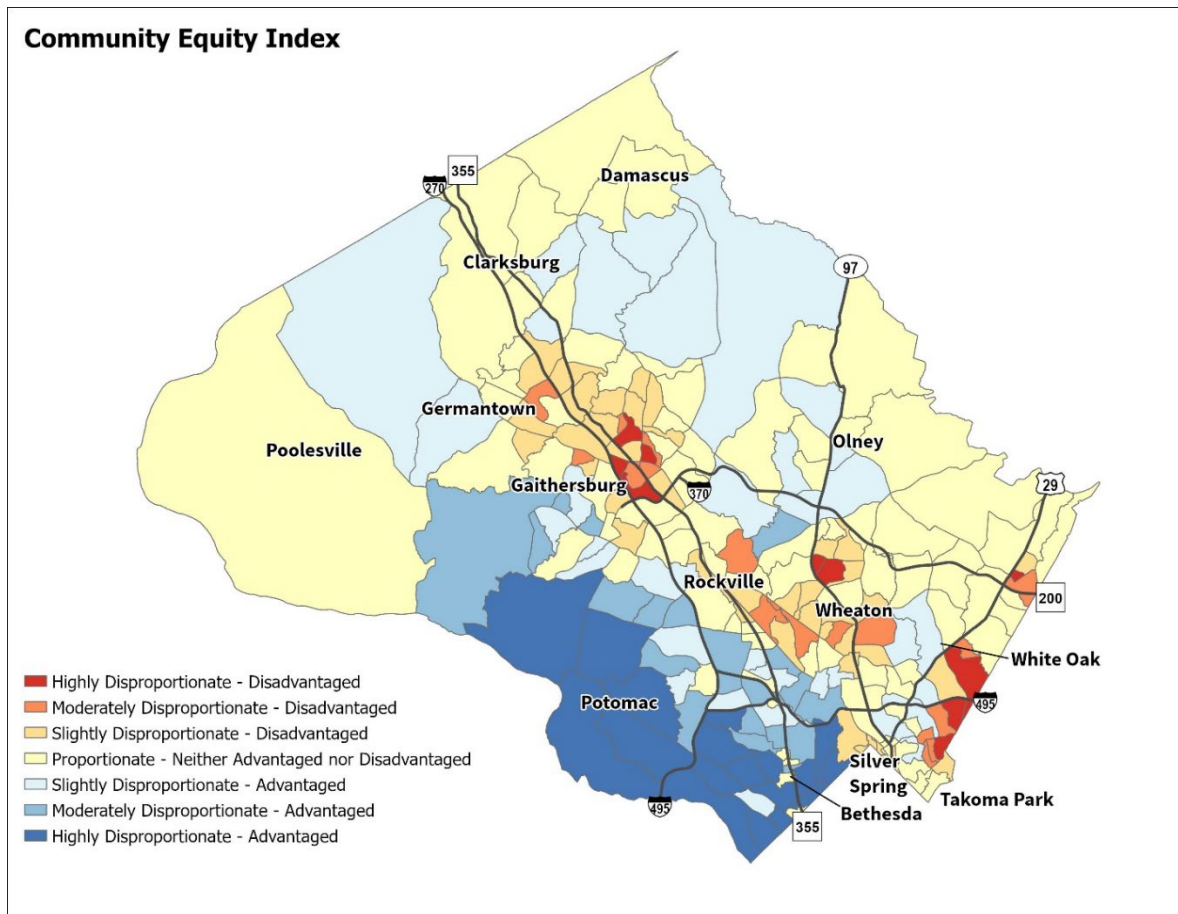 Community Equity Index
355
270
Damascus
Clarksburg
97
Germantown
Poolesville
Olney
Gaithersburg
370
29
Rockville
Wheaton
200
White Oak
Highly Disproportionate - Disadvantaged
Moderately Disproportionate - Disadvantaged
Slightly Disproportionate - Disadvantaged
Proportionate - Neither Advantaged nor Disadvantaged
Slightly Disproportionate - Advantaged
Moderately Disproportionate - Advantaged
Highly Disproportionate - Advantaged
Potomac
495
Silver
Spring
Takoma Park
495
Bethesda
355